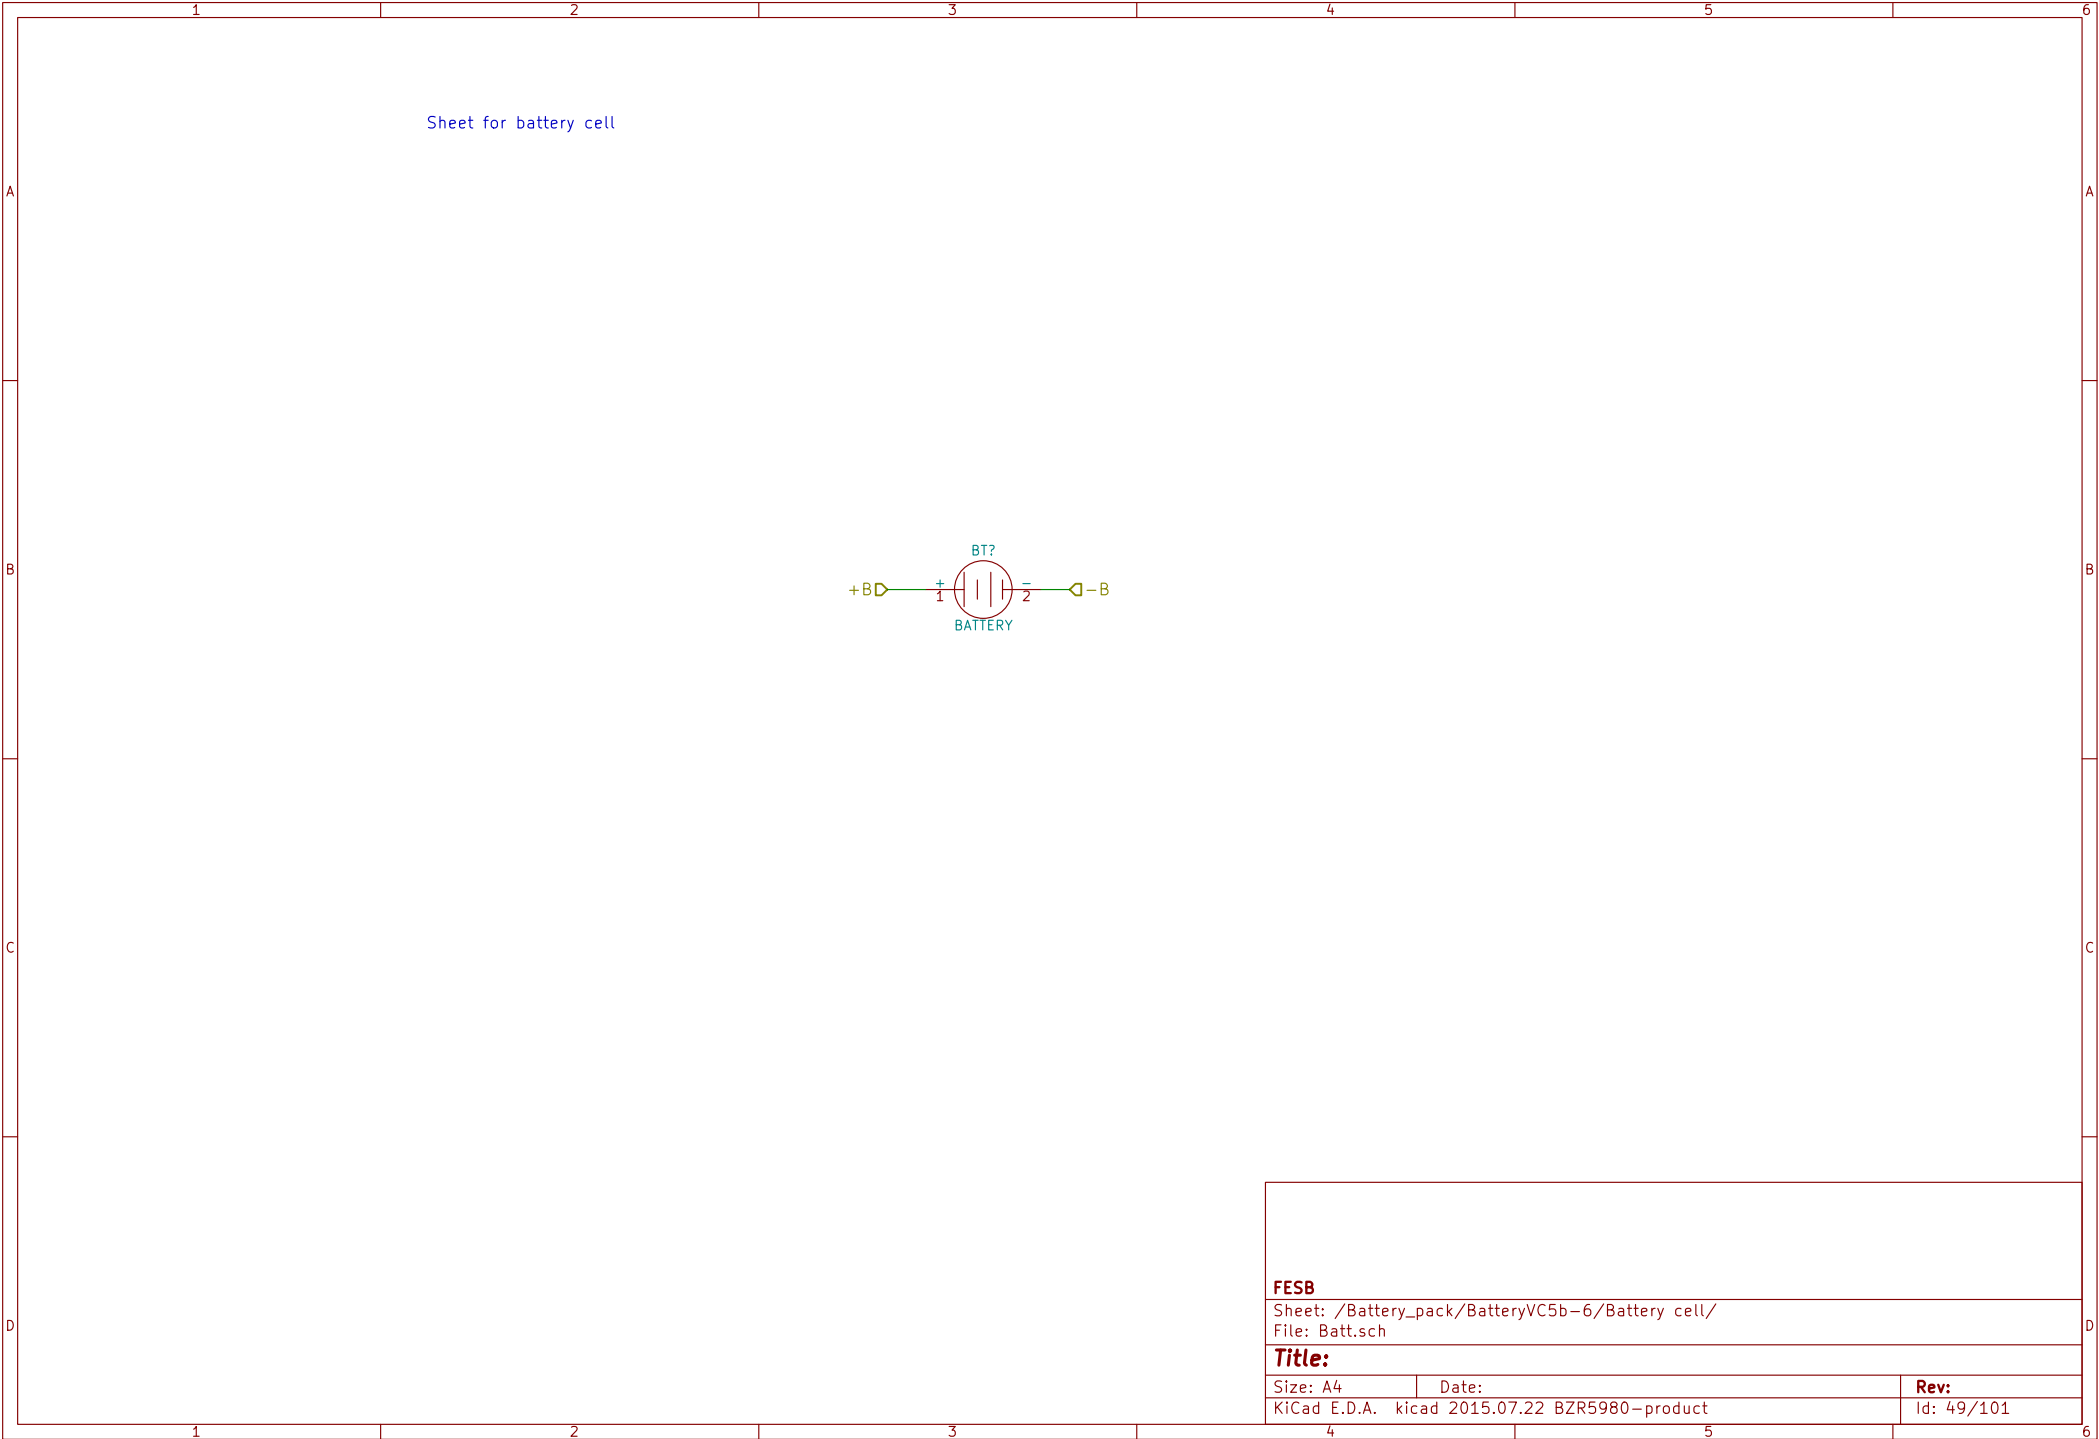 1 2 3 4 5 6
Sheet for battery cell
A A
BT?
B B
+B + 1 - 2 -B
BATTERY
C C
FESB
Sheet: /Battery_pack/BatteryVC5b-6/Battery cell/
D D
File: Batt.sch
Title:
Size: A4 Date: Rev:
KiCad E.D.A. kicad 2015.07.22 BZR5980-product Id: 49/101
1 2 3 4 5 6